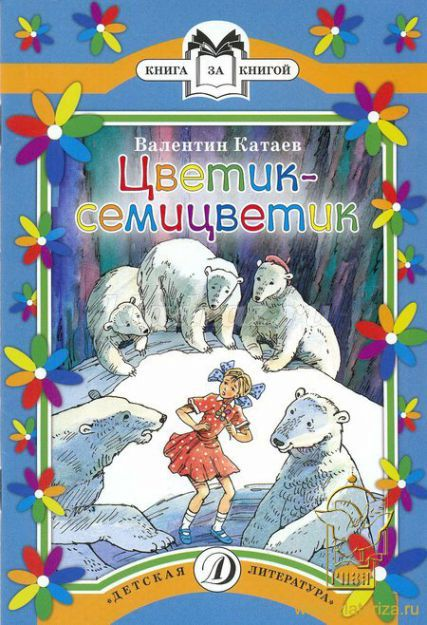 КНИГА ЗА КНИГОЙ
Валентин Катаев
Цветик-
семицветик
«ДЕТСКАЯ Д ЛИТЕРАТУРА»